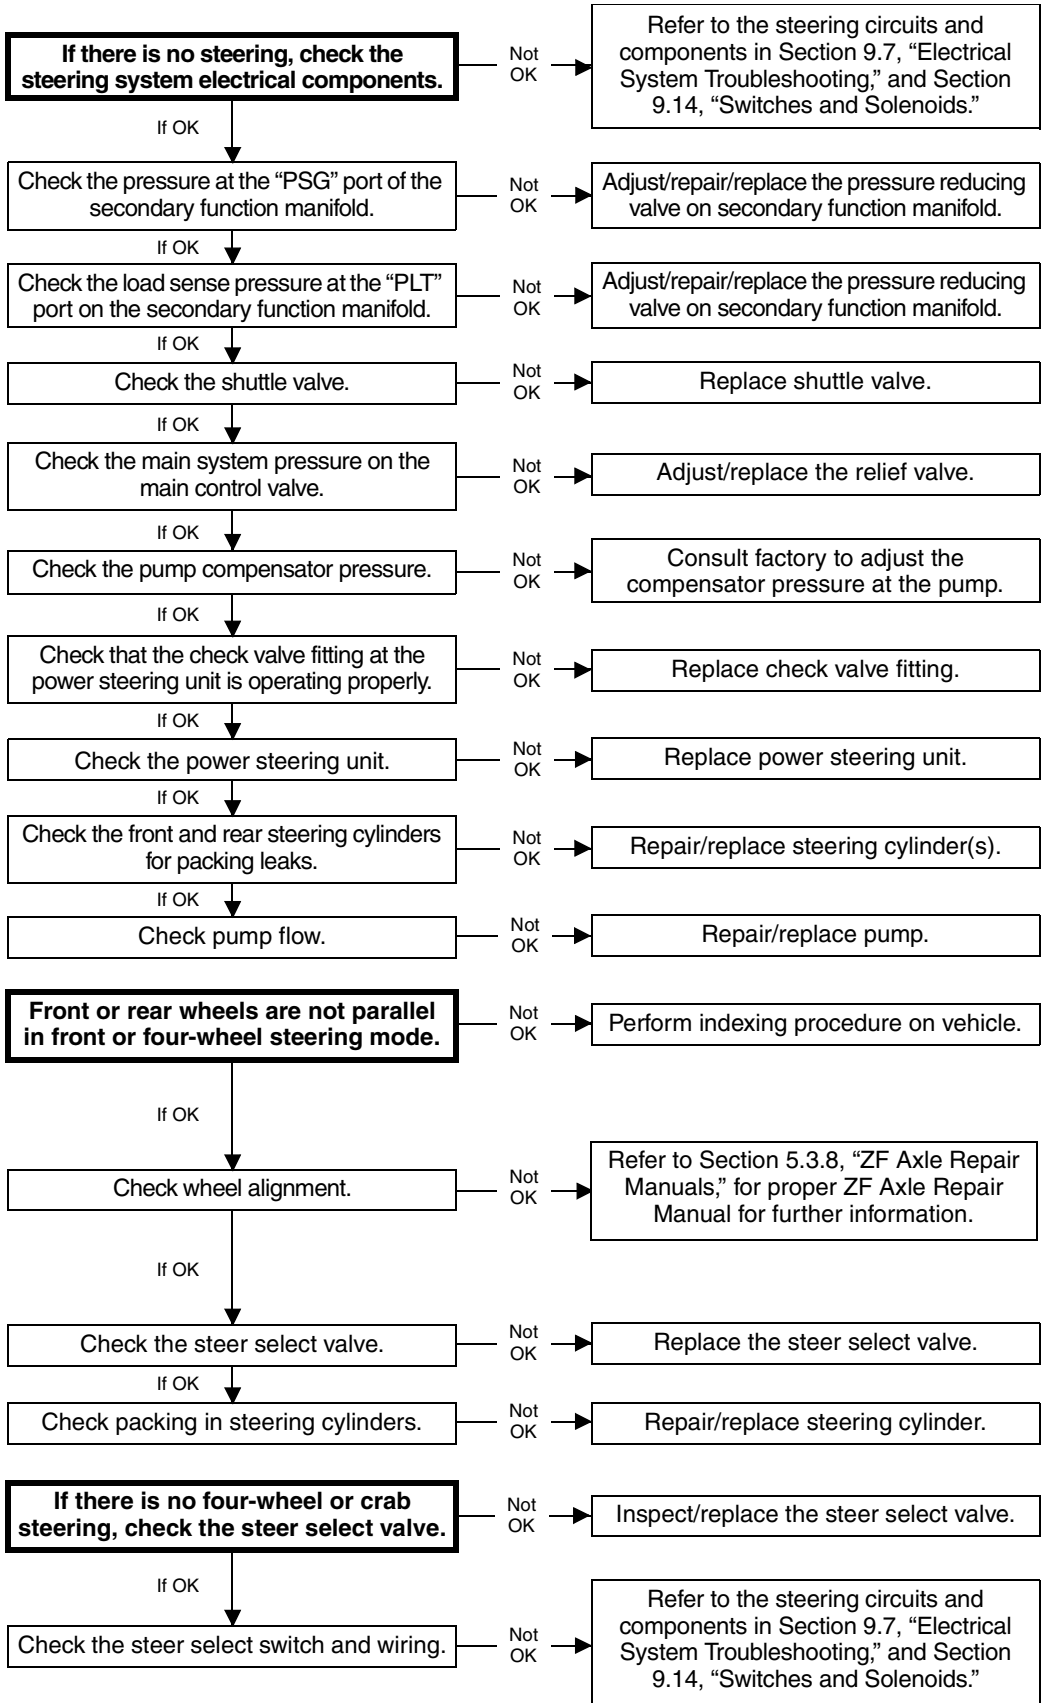 If there is no steering, check the
steering system electrical components.
Not
OK
Refer to the steering circuits and
components in Section 9.7, “Electrical
System Troubleshooting,” and Section
9.14, “Switches and Solenoids.”
If OK
Check the pressure at the “PSG” port of the
secondary function manifold.
Not
OK
Adjust/repair/replace the pressure reducing
valve on secondary function manifold.
If OK
Check the load sense pressure at the “PLT”
port on the secondary function manifold.
Not
OK
Adjust/repair/replace the pressure reducing
valve on secondary function manifold.
If OK
Check the shuttle valve.
Not
OK
Replace shuttle valve.
If OK
Check the main system pressure on the
main control valve.
Not
OK
Adjust/replace the relief valve.
If OK
Check the pump compensator pressure.
Not
OK
Consult factory to adjust the
compensator pressure at the pump.
If OK
Check that the check valve fitting at the
power steering unit is operating properly.
Not
OK
Replace check valve fitting.
If OK
Check the power steering unit.
Not
OK
Replace power steering unit.
If OK
Check the front and rear steering cylinders
for packing leaks.
Not
OK
Repair/replace steering cylinder(s).
If OK
Check pump flow.
Not
OK
Repair/replace pump.
Front or rear wheels are not parallel
in front or four-wheel steering mode.
Not
OK
Perform indexing procedure on vehicle.
If OK
Check wheel alignment.
Not
OK
Refer to Section 5.3.8, “ZF Axle Repair
Manuals,” for proper ZF Axle Repair
Manual for further information.
If OK
Check the steer select valve.
Not
OK
Replace the steer select valve.
If OK
Check packing in steering cylinders.
Not
OK
Repair/replace steering cylinder.
If there is no four-wheel or crab
steering, check the steer select valve.
Not
OK
Inspect/replace the steer select valve.
If OK
Check the steer select switch and wiring.
Not
OK
Refer to the steering circuits and
components in Section 9.7, “Electrical
System Troubleshooting,” and Section
9.14, “Switches and Solenoids.”